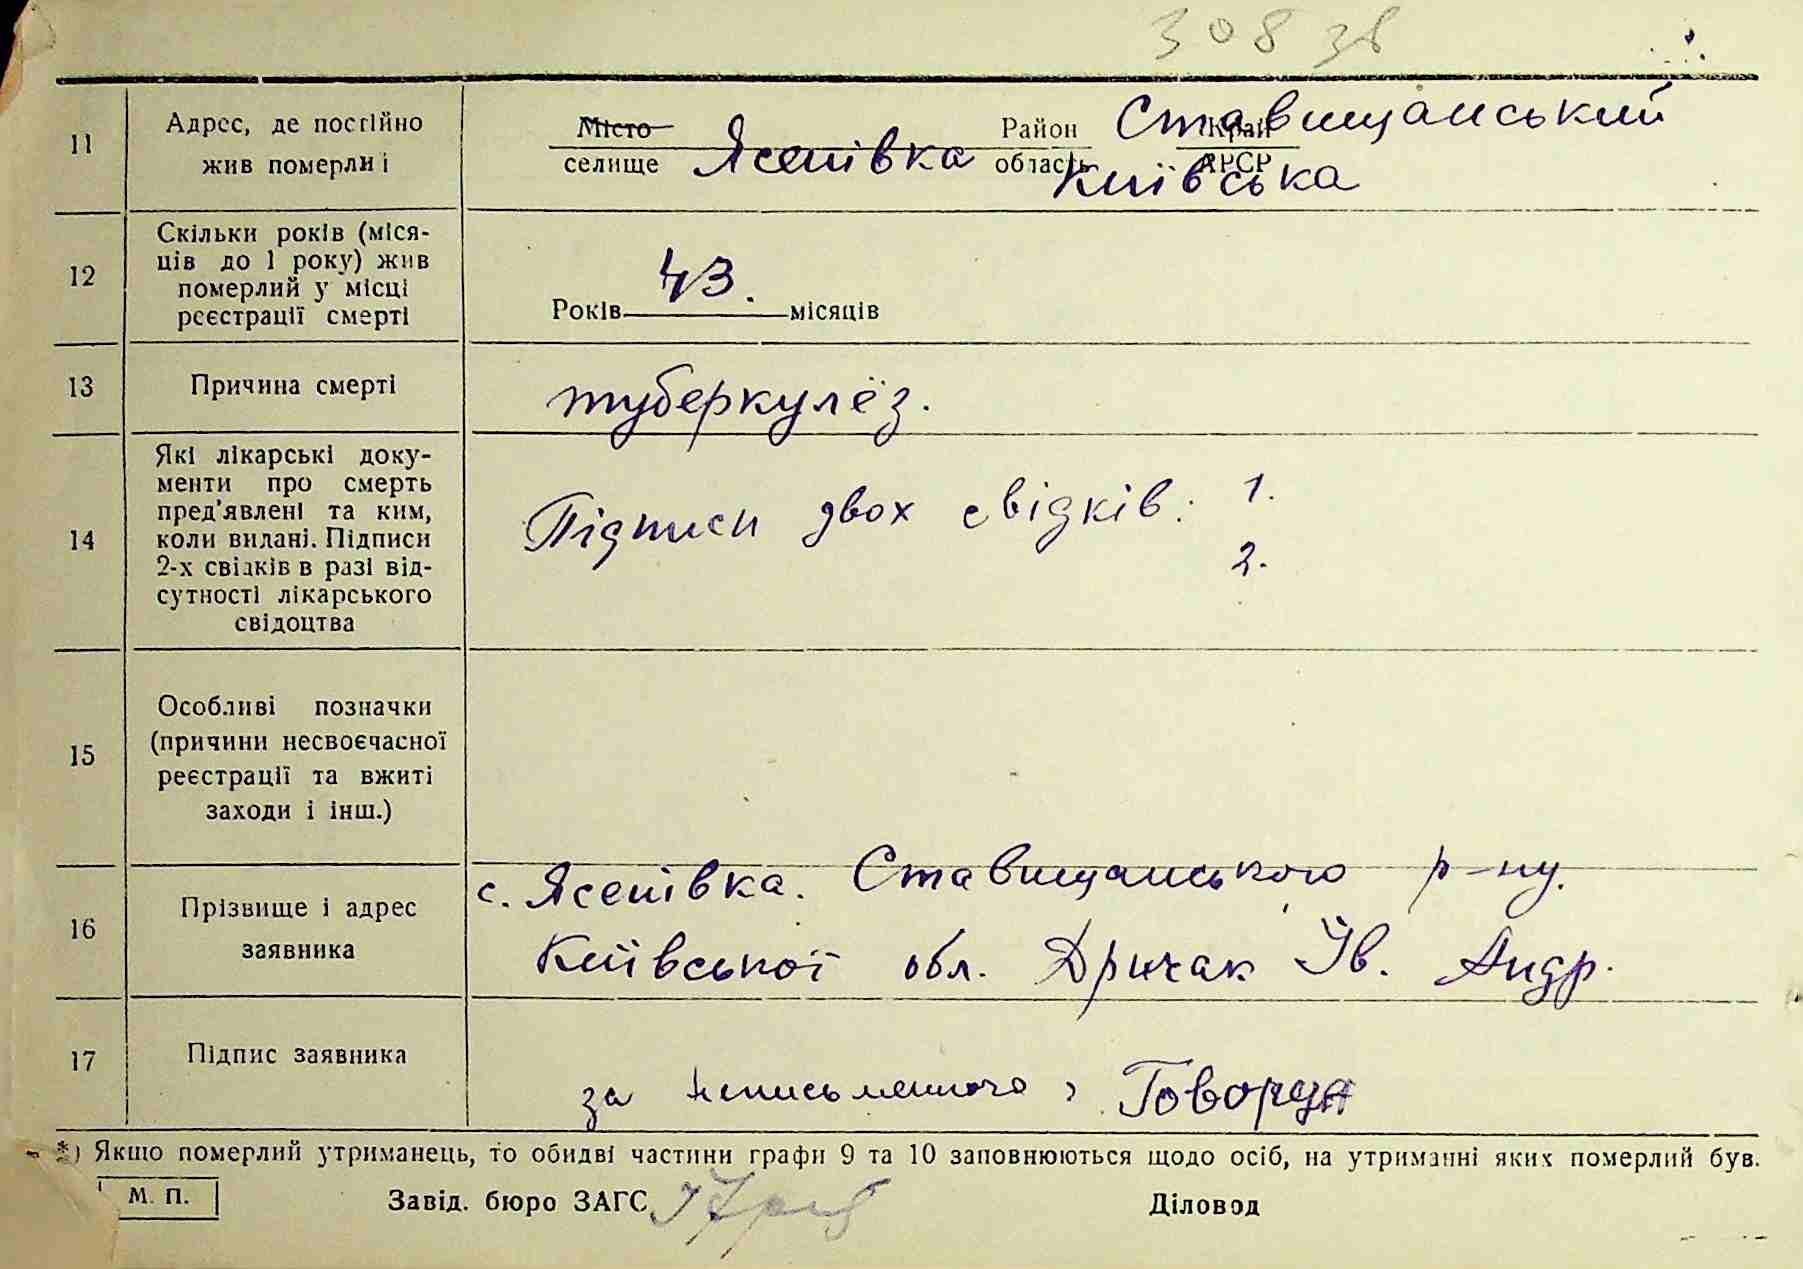 308 38
11 Адрес, де постійно жив померлиі
Місто селище Ясенівка Район область Ставищанський Київська Край АРСР
12 Скільки років (міся-
ців до 1 року) жив
померлий у місці
реєстрації смерті
Років 43. місяців
13 Причина смерті
туберкульёз.
14 Які лікарські доку-
менти про смерть
пред'явлені та ким,
коли видані. Підписи
2-х свідків в разі від-
сутності лікарського
свідоцтва
Підписи двох свідків: 1.
2.
15 Особливі позначки
(причини несвоєчасної
реєстрації та вжиті
заходи і інш.)
16 Прізвище і адрес
заявника
с. Ясенівка. Ставищанського р-ну.
Київської обл. Дричак Ів. Андр.
17 Підпис заявника
за неписьменного
*) Якщо померлий утриманець, то обидві частини графи 9 та 10 заповнюються щодо осіб, на утриманні яких померлий був.
М. П. Завід. бюро ЗАГС Діловод